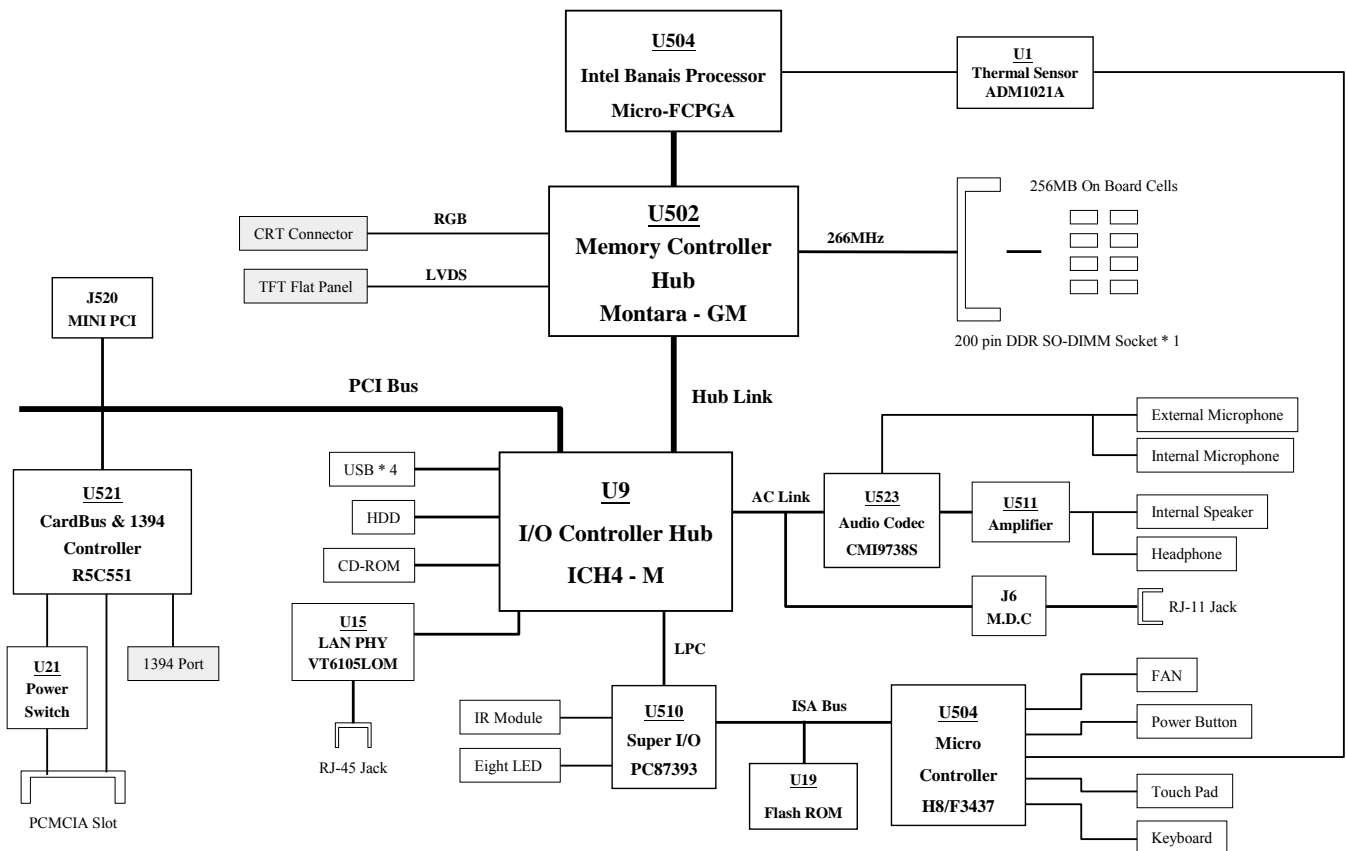 U504
Intel Banais Processor
Micro-FCPGA
U1
Thermal Sensor
ADM1021A
256MB On Board Cells
200 pin DDR SO-DIMM Socket * 1
266MHz
U502
Memory Controller
Hub
Montara - GM
RGB
CRT Connector
LVDS
TFT Flat Panel
J520
MINI PCI
PCI Bus
Hub Link
U521
CardBus & 1394
Controller
R5C551
U21
Power
Switch
1394 Port
PCMCIA Slot
USB * 4
HDD
CD-ROM
U9
I/O Controller Hub
ICH4 - M
U15
LAN PHY
VT6105LOM
RJ-45 Jack
AC Link
U523
Audio Codec
CMI9738S
U511
Amplifier
External Microphone
Internal Microphone
Internal Speaker
Headphone
J6
M.D.C
RJ-11 Jack
LPC
IR Module
Eight LED
U510
Super I/O
PC87393
ISA Bus
U19
Flash ROM
U504
Micro
Controller
H8/F3437
FAN
Power Button
Touch Pad
Keyboard